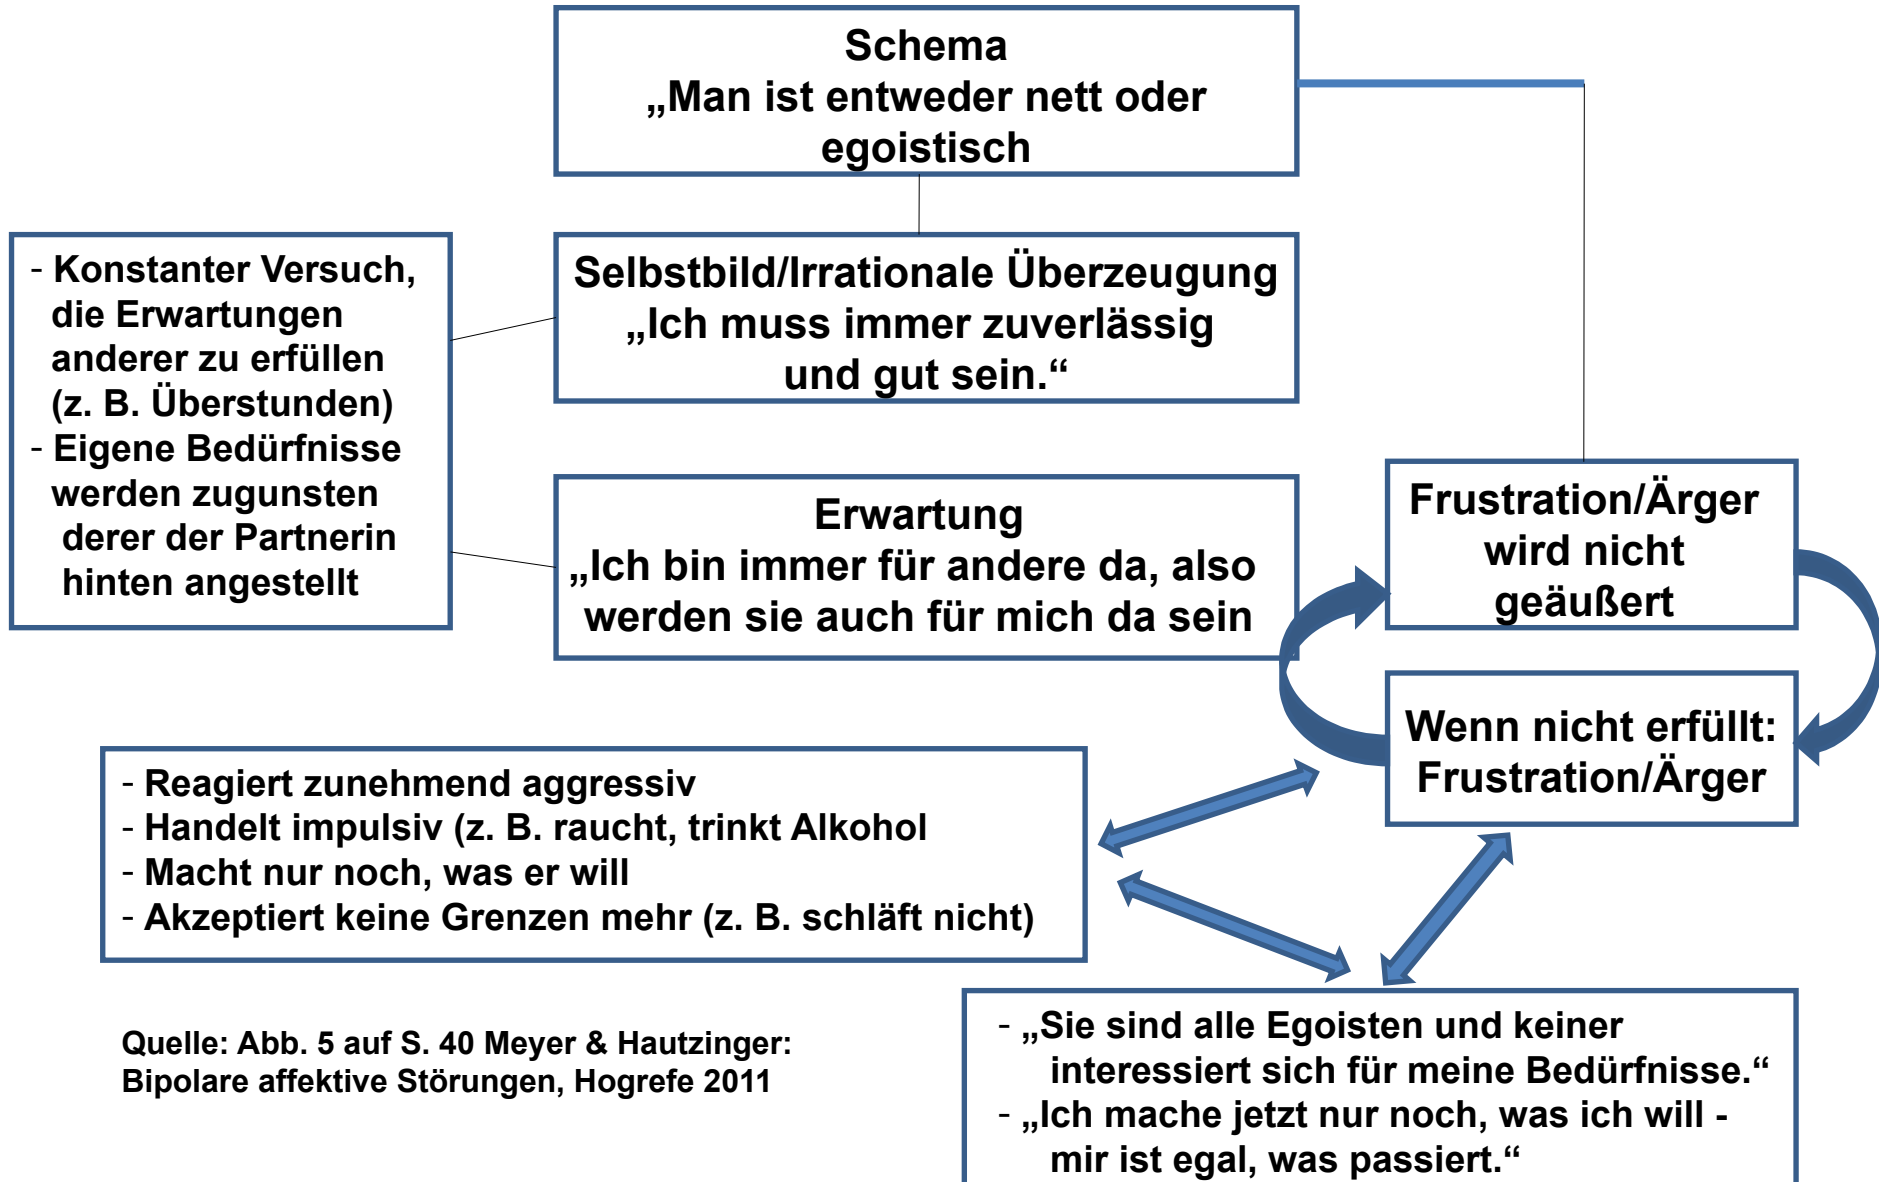 Schema
„Man ist entweder nett oder
egoistisch
- Konstanter Versuch,
die Erwartungen
anderer zu erfüllen
(z. B. Überstunden)
- Eigene Bedürfnisse
werden zugunsten
derer der Partnerin
hinten angestellt
Selbstbild/Irrationale Überzeugung
„Ich muss immer zuverlässig
und gut sein.“
Erwartung
„Ich bin immer für andere da, also
werden sie auch für mich da sein
Frustration/Ärger
wird nicht
geäußert
Wenn nicht erfüllt:
Frustration/Ärger
- Reagiert zunehmend aggressiv
- Handelt impulsiv (z. B. raucht, trinkt Alkohol
- Macht nur noch, was er will
- Akzeptiert keine Grenzen mehr (z. B. schläft nicht)
- „Sie sind alle Egoisten und keiner
interessiert sich für meine Bedürfnisse.“
- „Ich mache jetzt nur noch, was ich will -
mir ist egal, was passiert.“
Quelle: Abb. 5 auf S. 40 Meyer & Hautzinger:
Bipolare affektive Störungen, Hogrefe 2011